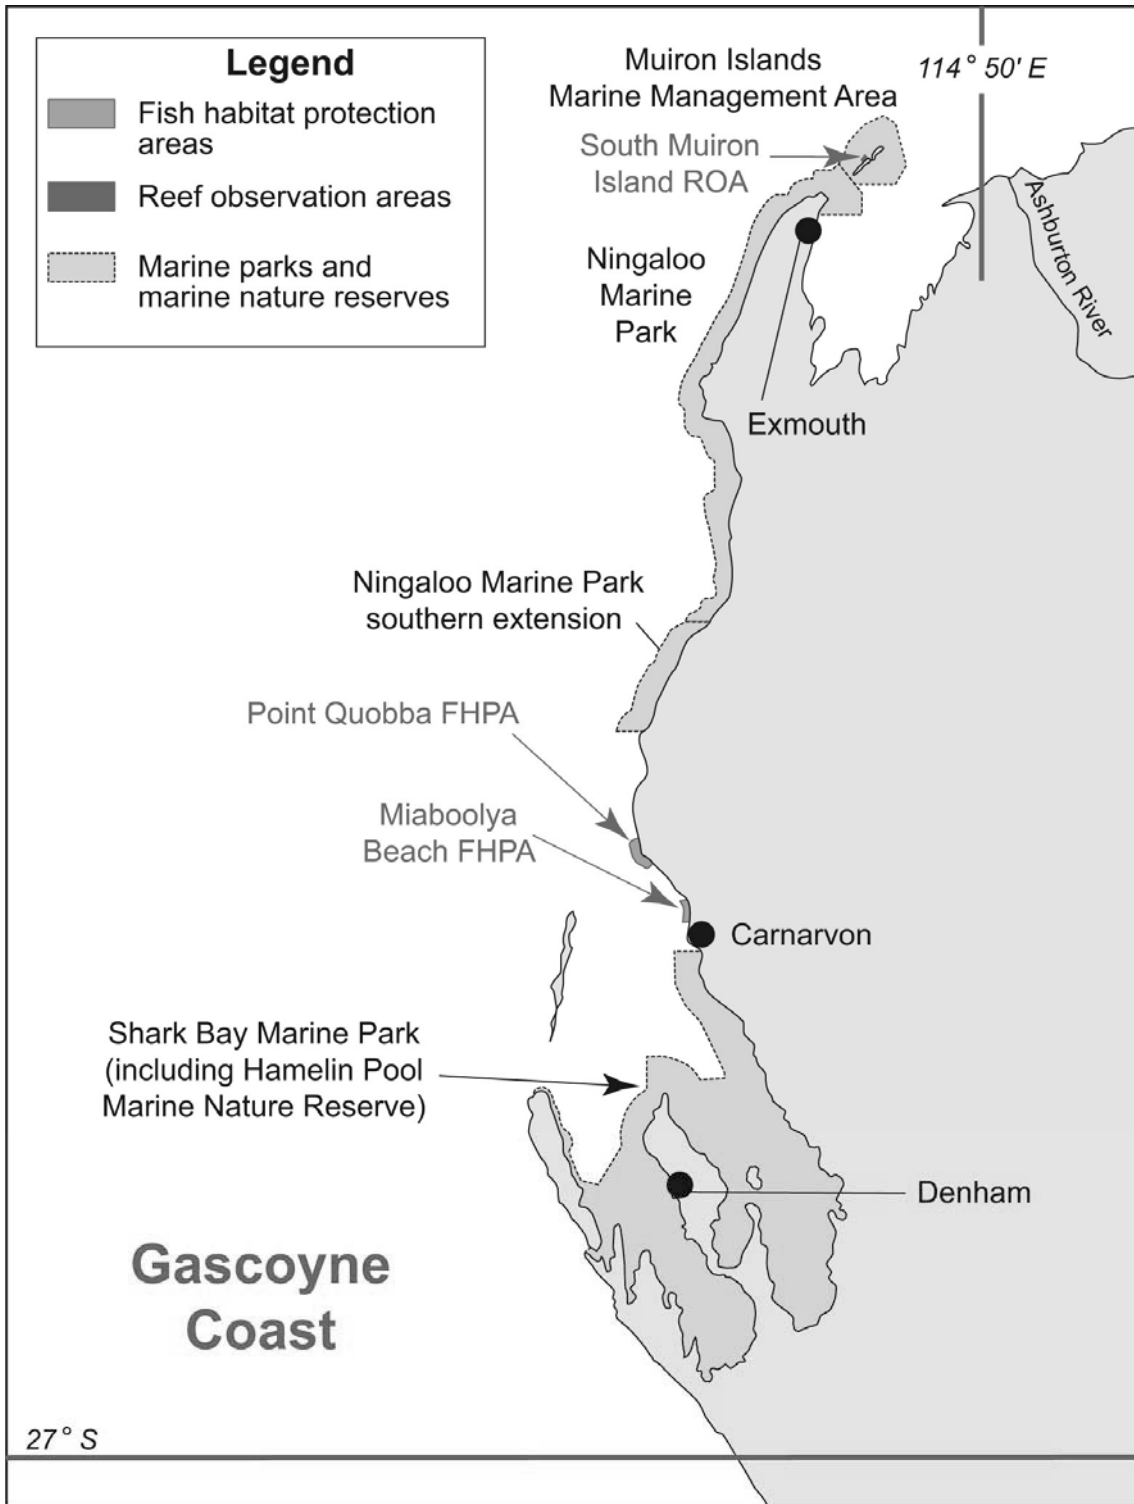 Legend
Fish habitat protection
areas
Reef observation areas
Marine parks and
marine nature reserves
Muiron Islands
Marine Management Area
114° 50' E
South Muiron
Island ROA
Ashburton River
Ningaloo
Marine
Park
Exmouth
Ningaloo Marine Park
southern extension
Point Quobba FHPA
Miaboolya
Beach FHPA
Carnarvon
Shark Bay Marine Park
(including Hamelin Pool
Marine Nature Reserve)
Denham
Gascoyne
Coast
27° S